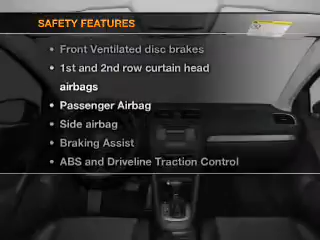 SAFETY FEATURES
• Front Ventilated disc brakes
• 1st and 2nd row curtain head
airbags
• Passenger Airbag
• Side airbag
• Braking Assist
• ABS and Driveline Traction Control